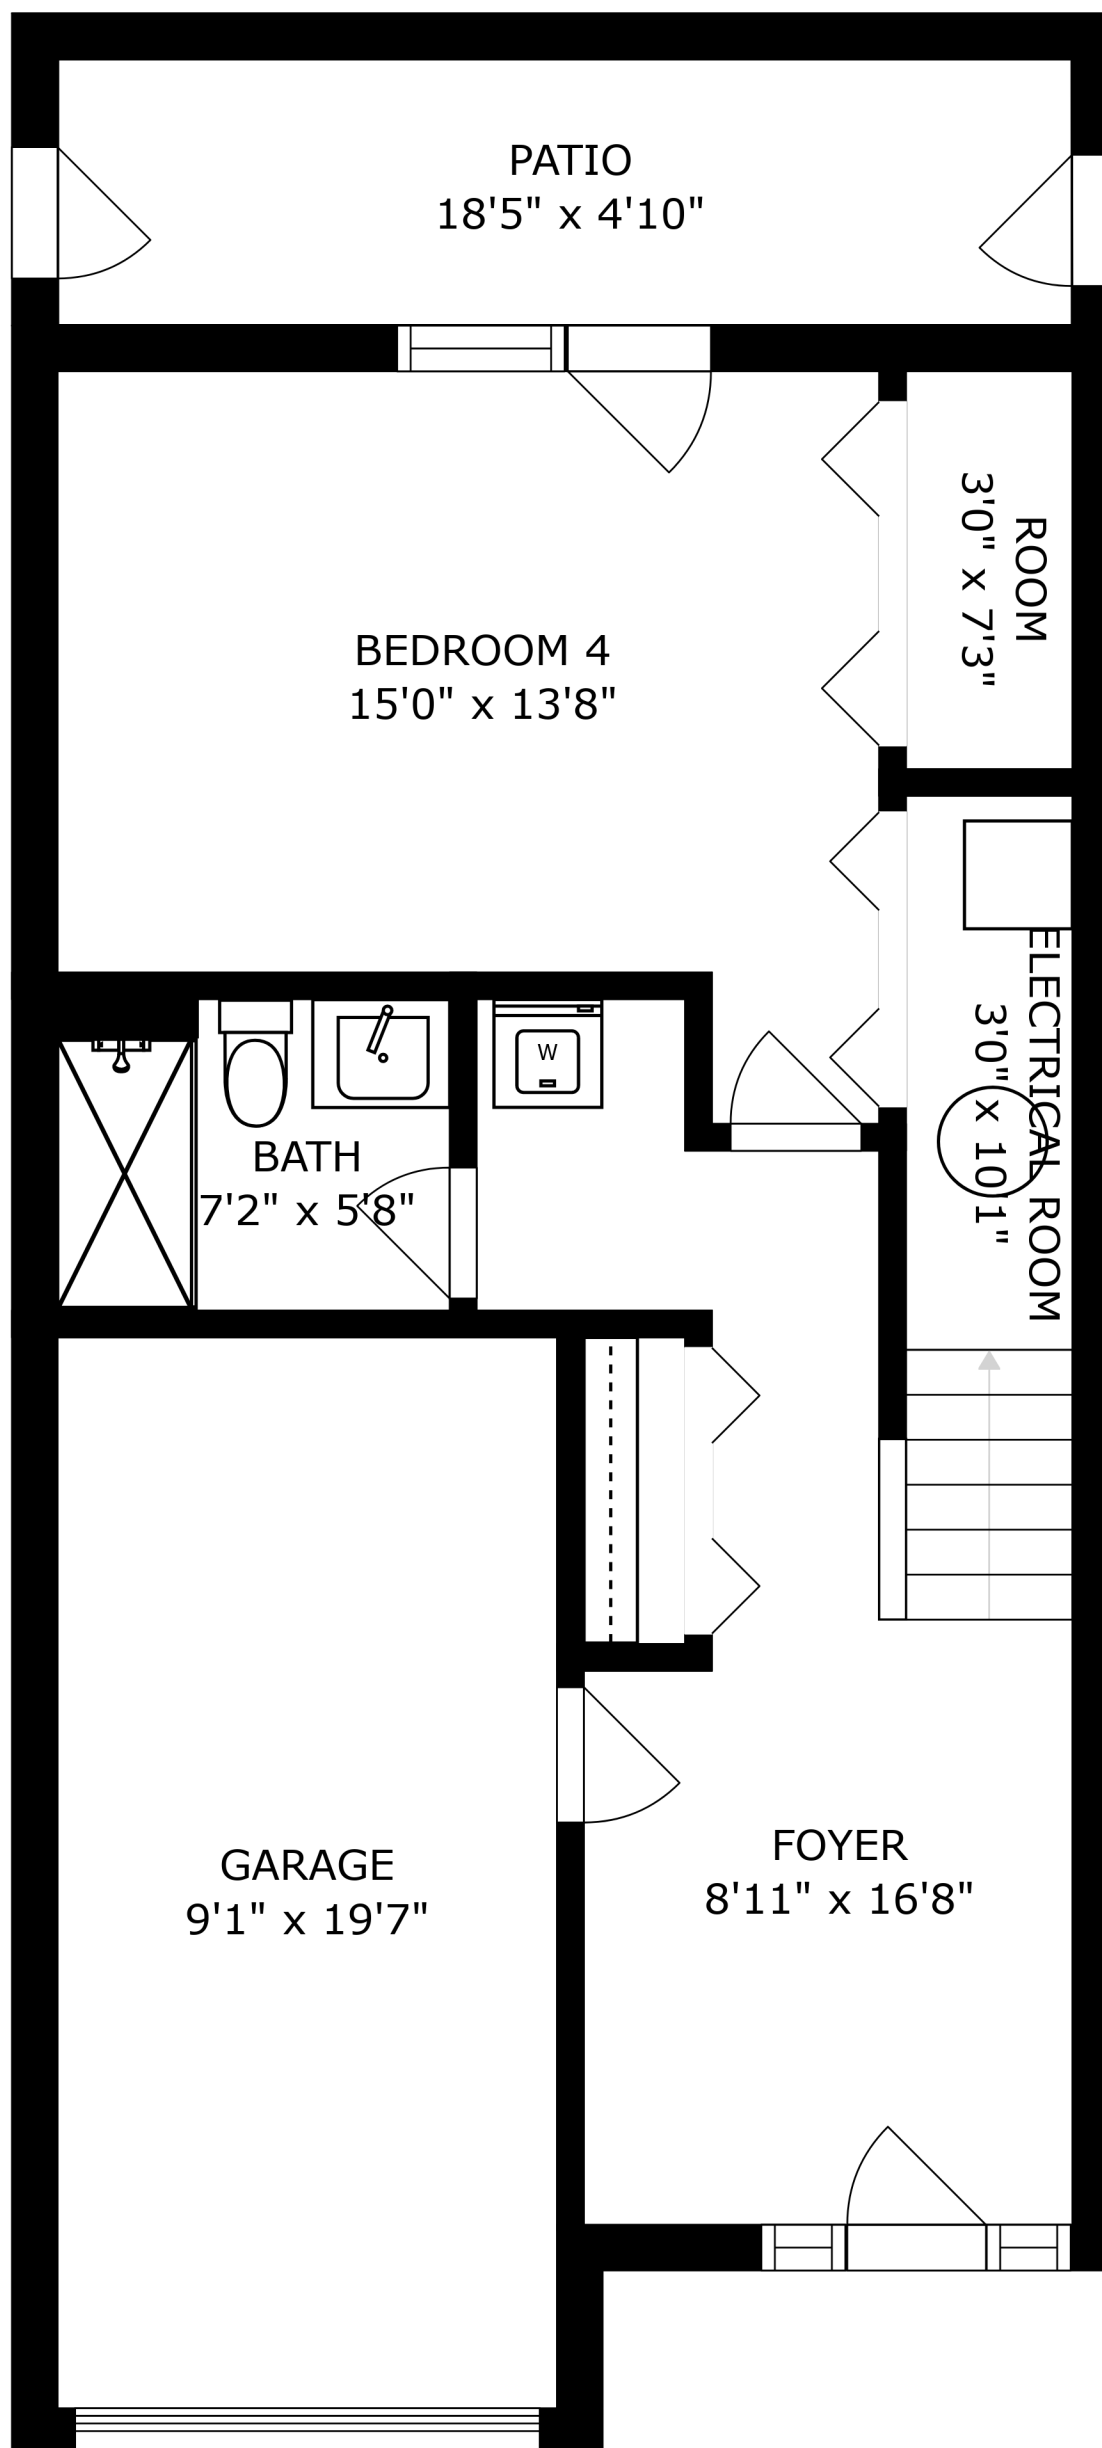 PATIO
18'5" x 4'10"
ROOM
3'0" x 7'3"
BEDROOM 4
15'0" x 13'8"
ELECTRICAL ROOM
3'0" x 10'1"
W
BATH
7'2" x 5'8"
FOYER
8'11" x 16'8"
GARAGE
9'1" x 19'7"